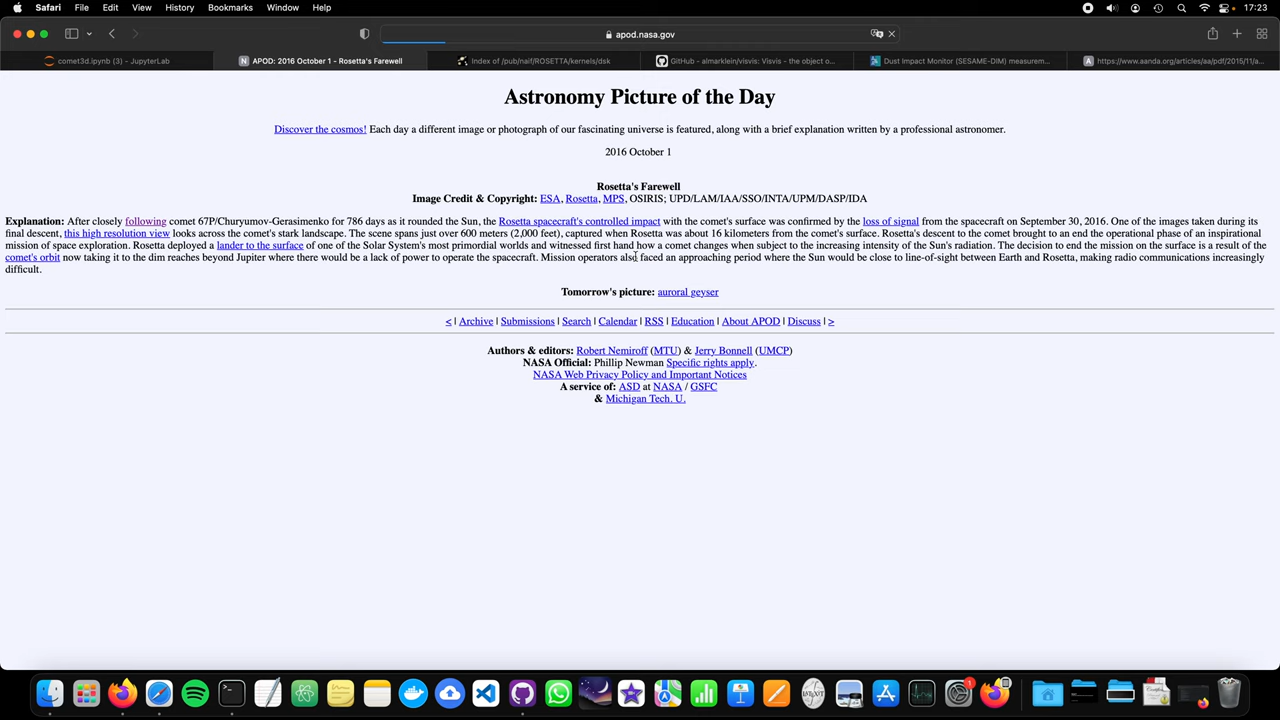 Safari File Edit View History Bookmarks Window Help 17:23
apod.nasa.gov
comet3d.ipynb (3) - JupyterLab
APOD: 2016 October 1 - Rosetta's Farewell
Index of /pub/naif/ROSETTA/kernels/dsk
GitHub - almarklein/visvis: Visvis - the object o...
Dust Impact Monitor (SESAME-DIM) measurem...
https://www.aanda.org/articles/aa/pdf/2015/11/a...
Astronomy Picture of the Day
Discover the cosmos! Each day a different image or photograph of our fascinating universe is featured, along with a brief explanation written by a professional astronomer.
2016 October 1
Rosetta's Farewell
Image Credit & Copyright: ESA, Rosetta, MPS, OSIRIS; UPD/LAM/IAA/SSO/INTA/UPM/DASP/IDA
Explanation: After closely following comet 67P/Churyumov-Gerasimenko for 786 days as it rounded the Sun, the Rosetta spacecraft's controlled impact with the comet's surface was confirmed by the loss of signal from the spacecraft on September 30, 2016. One of the images taken during its
final descent, this high resolution view looks across the comet's stark landscape. The scene spans just over 600 meters (2,000 feet), captured when Rosetta was about 16 kilometers from the comet's surface. Rosetta's descent to the comet brought to an end the operational phase of an inspirational
mission of space exploration. Rosetta deployed a lander to the surface of one of the Solar System's most primordial worlds and witnessed first hand how a comet changes when subject to the increasing intensity of the Sun's radiation. The decision to end the mission on the surface is a result of the
comet's orbit now taking it to the dim reaches beyond Jupiter where there would be a lack of power to operate the spacecraft. Mission operators also faced an approaching period where the Sun would be close to line-of-sight between Earth and Rosetta, making radio communications increasingly
difficult.
Tomorrow's picture: auroral geyser
< | Archive | Submissions | Search | Calendar | RSS | Education | About APOD | Discuss | >
Authors & editors: Robert Nemiroff (MTU) & Jerry Bonnell (UMCP)
NASA Official: Phillip Newman Specific rights apply.
NASA Web Privacy Policy and Important Notices
A service of: ASD at NASA / GSFC
& Michigan Tech. U.